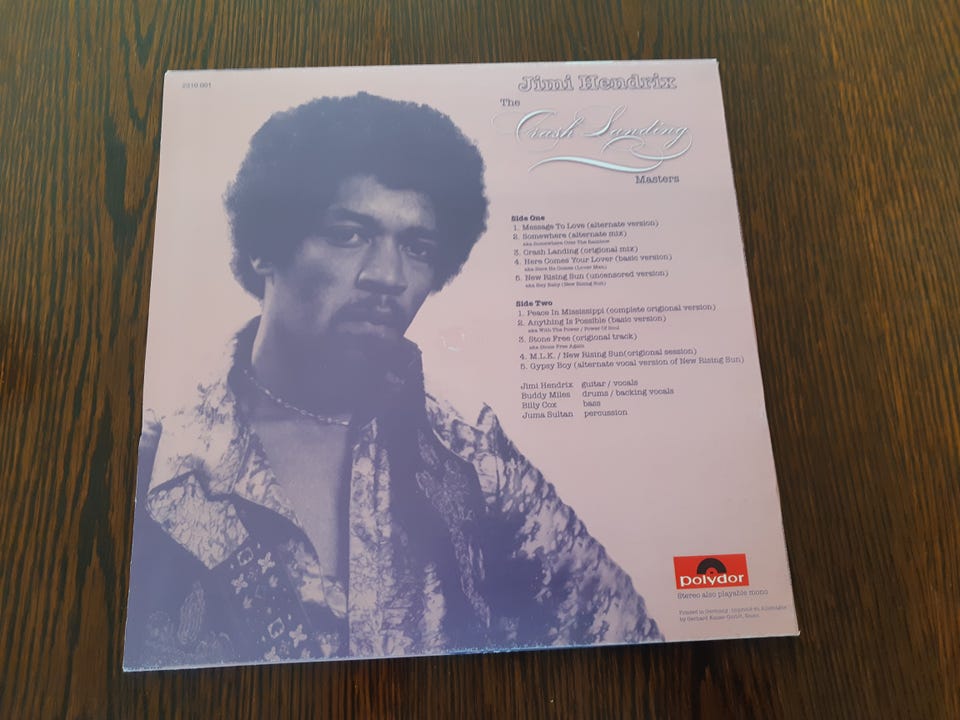 2310 001
Jimi Hendrix
The
Crash Landing
Masters
Side One
1. Message To Love (alternate version)
2. Somewhere (alternate mix)
aka Somewhere Over The Rainbow
3. Crash Landing (origional mix)
4. Here Comes Your Lover (basic version)
aka Here He Comes (Lover Man)
5. New Rising Sun (uncensored version)
aka Hey Baby (New Rising Sun)
Side Two
1. Peace In Mississippi (complete origional version)
2. Anything Is Possible (basic version)
aka With The Power / Power Of Soul
3. Stone Free (origional track)
aka Stone Free Again
4. M.L.K. / New Rising Sun(origional session)
5. Gypsy Boy (alternate vocal version of New Rising Sun)
Jimi Hendrix guitar / vocals
Buddy Miles drums / backing vocals
Billy Cox bass
Juma Sultan percussion
polydor
Stereo also playable mono
Printed in Germany · Imprimé en Allemagne
by Gerhard Kaiser GmbH, Essen